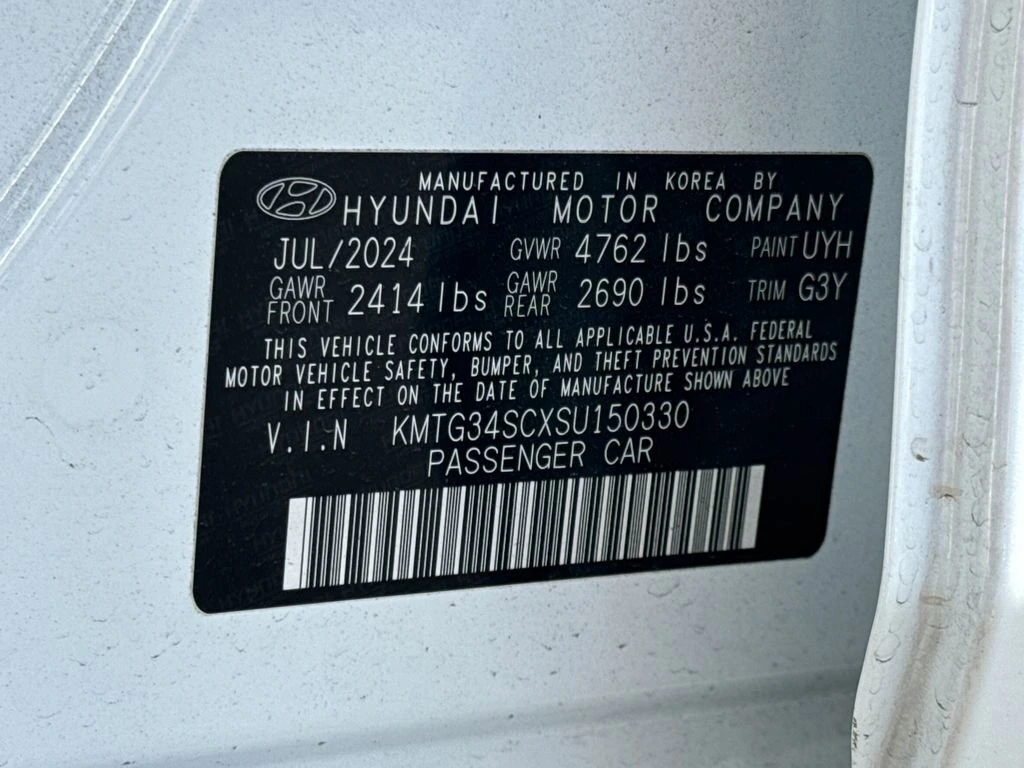 MANUFACTURED IN KOREA BY
HYUNDAI MOTOR COMPANY
JUL/2024 GVWR 4762 lbs PAINT UYH
GAWR FRONT 2414 lbs GAWR REAR 2690 lbs TRIM G3Y
THIS VEHICLE CONFORMS TO ALL APPLICABLE U.S.A. FEDERAL
MOTOR VEHICLE SAFETY, BUMPER, AND THEFT PREVENTION STANDARDS
IN EFFECT ON THE DATE OF MANUFACTURE SHOWN ABOVE
V.I.N KMTG34SCXSU150330
PASSENGER CAR